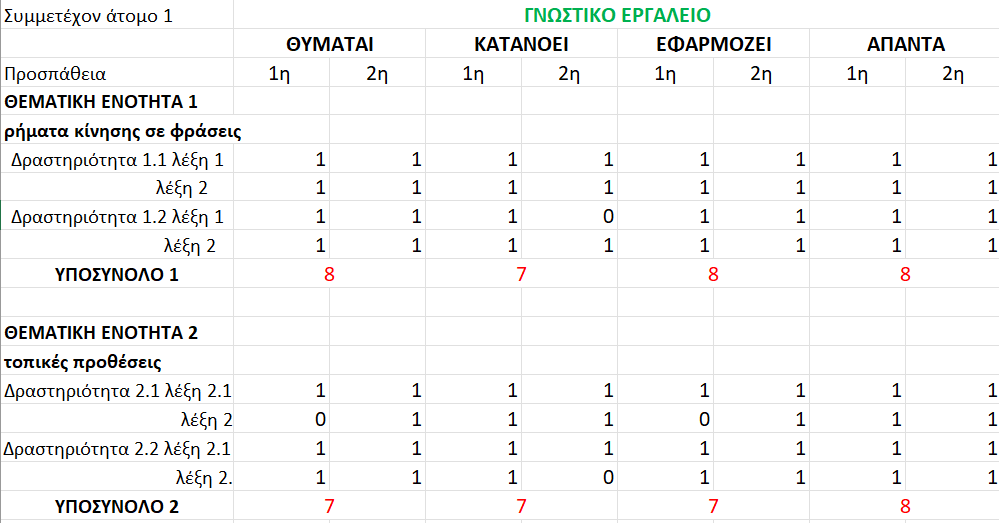 Συμμετέχον άτομο 1 ΓΝΩΣΤΙΚΟ ΕΡΓΑΛΕΙΟ
ΘΥΜΑΤΑΙ ΚΑΤΑΝΟΕΙ ΕΦΑΡΜΟΖΕΙ ΑΠΑΝΤΑ
Προσπάθεια 1η 2η 1η 2η 1η 2η 1η 2η
ΘΕΜΑΤΙΚΗ ΕΝΟΤΗΤΑ 1
ρήματα κίνησης σε φράσεις
Δραστηριότητα 1.1 λέξη 1 1 1 1 1 1 1 1 1
λέξη 2 1 1 1 1 1 1 1 1
Δραστηριότητα 1.2 λέξη 1 1 1 1 0 1 1 1 1
λέξη 2 1 1 1 1 1 1 1 1
ΥΠΟΣΥΝΟΛΟ 1 8 7 8 8
ΘΕΜΑΤΙΚΗ ΕΝΟΤΗΤΑ 2
τοπικές προθέσεις
Δραστηριότητα 2.1 λέξη 2.1 1 1 1 1 1 1 1 1
λέξη 2 0 1 1 1 0 1 1 1
Δραστηριότητα 2.2 λέξη 2.1 1 1 1 1 1 1 1 1
λέξη 2. 1 1 1 0 1 1 1 1
ΥΠΟΣΥΝΟΛΟ 2 7 7 7 8